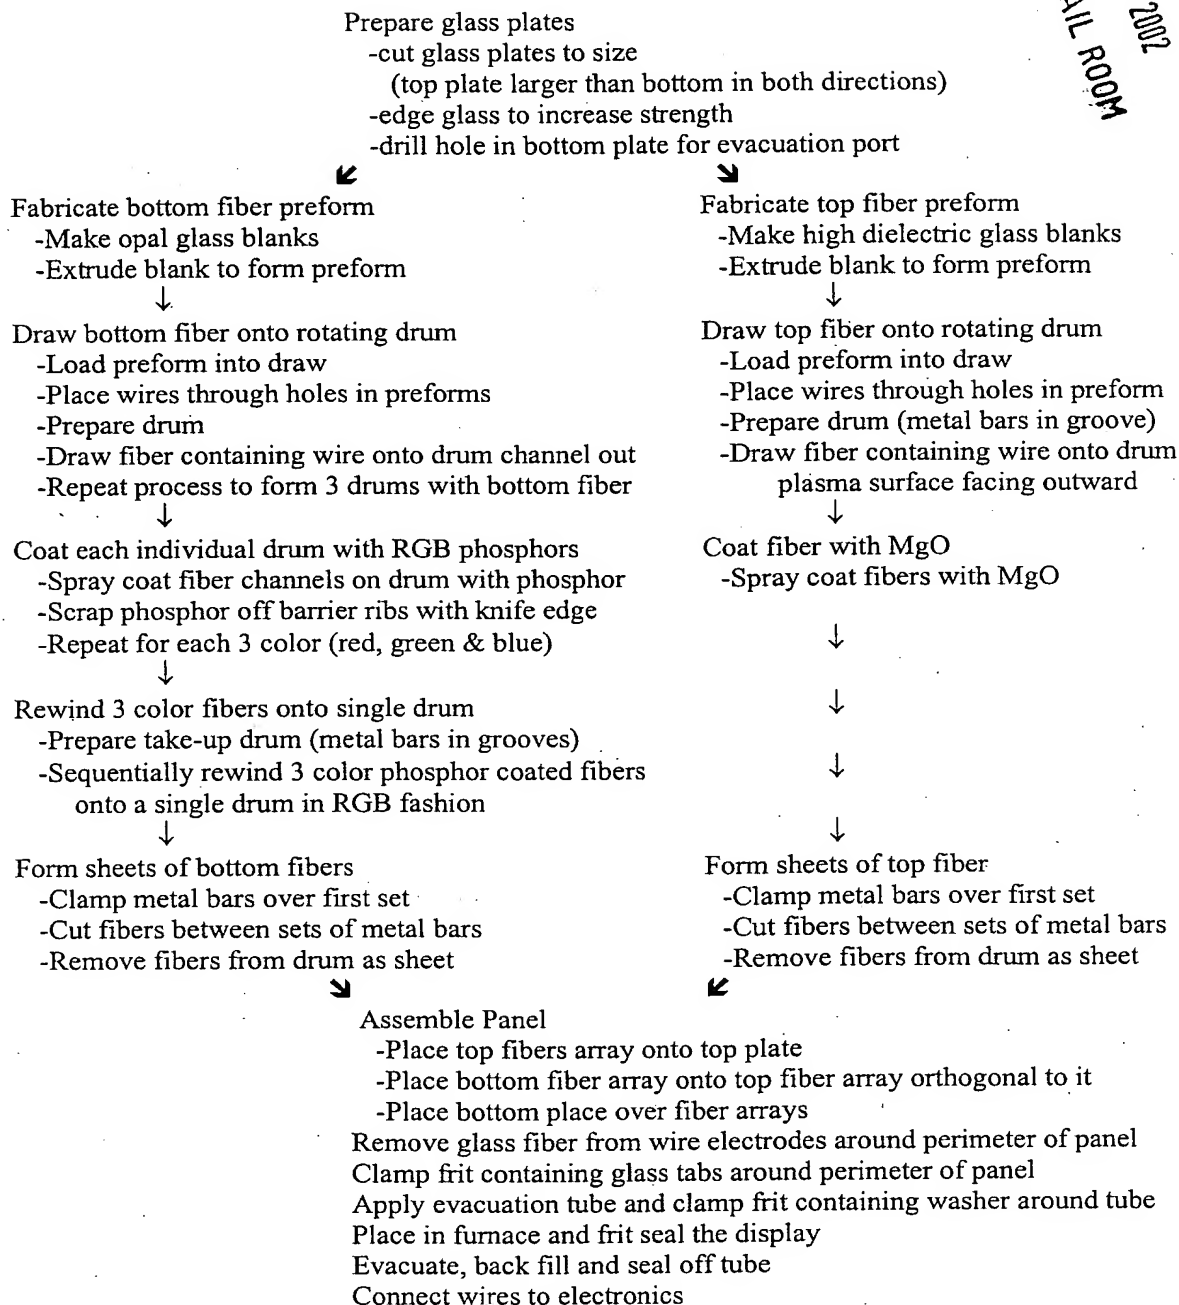 2002
AIL ROOM
Prepare glass plates
-cut glass plates to size
(top plate larger than bottom in both directions)
-edge glass to increase strength
-drill hole in bottom plate for evacuation port
Fabricate bottom fiber preform
-Make opal glass blanks
-Extrude blank to form preform
Draw bottom fiber onto rotating drum
-Load preform into draw
-Place wires through holes in preforms
-Prepare drum
-Draw fiber containing wire onto drum channel out
-Repeat process to form 3 drums with bottom fiber
Coat each individual drum with RGB phosphors
-Spray coat fiber channels on drum with phosphor
-Scrap phosphor off barrier ribs with knife edge
-Repeat for each 3 color (red, green & blue)
Rewind 3 color fibers onto single drum
-Prepare take-up drum (metal bars in grooves)
-Sequentially rewind 3 color phosphor coated fibers
onto a single drum in RGB fashion
Form sheets of bottom fibers
-Clamp metal bars over first set
-Cut fibers between sets of metal bars
-Remove fibers from drum as sheet
Fabricate top fiber preform
-Make high dielectric glass blanks
-Extrude blank to form preform
Draw top fiber onto rotating drum
-Load preform into draw
-Place wires through holes in preform
-Prepare drum (metal bars in groove)
-Draw fiber containing wire onto drum
plasma surface facing outward
Coat fiber with MgO
-Spray coat fibers with MgO
Form sheets of top fiber
-Clamp metal bars over first set
-Cut fibers between sets of metal bars
-Remove fibers from drum as sheet
Assemble Panel
-Place top fibers array onto top plate
-Place bottom fiber array onto top fiber array orthogonal to it
-Place bottom place over fiber arrays
Remove glass fiber from wire electrodes around perimeter of panel
Clamp frit containing glass tabs around perimeter of panel
Apply evacuation tube and clamp frit containing washer around tube
Place in furnace and frit seal the display
Evacuate, back fill and seal off tube
Connect wires to electronics